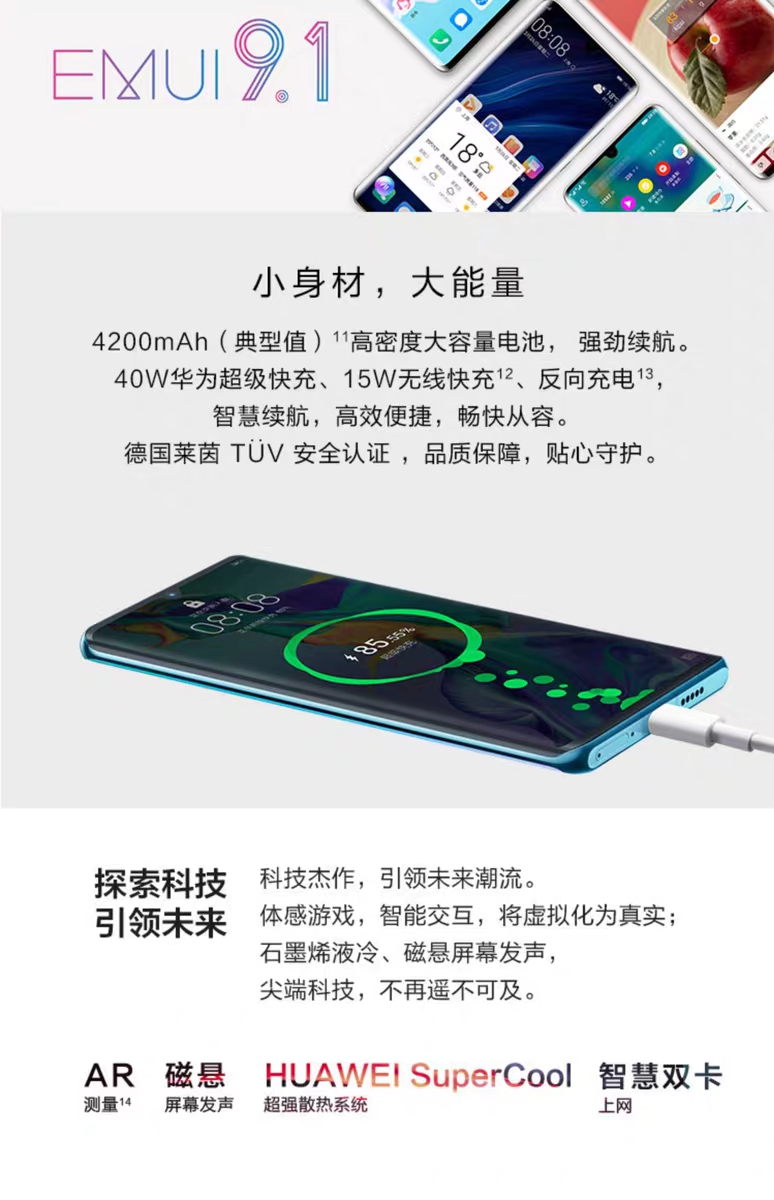 EMUI 9.1
08:08
18°
小身材，大能量
4200mAh（典型值）11高密度大容量电池， 强劲续航。
40W华为超级快充、15W无线快充12、反向充电13，
智慧续航，高效便捷，畅快从容。
德国莱茵 TÜV 安全认证 ，品质保障，贴心守护。
08:08
85.55%
探索科技
引领未来
科技杰作，引领未来潮流。
体感游戏，智能交互，将虚拟化为真实；
石墨烯液冷、磁悬屏幕发声，
尖端科技，不再遥不可及。
AR 磁悬 HUAWEI SuperCool 智慧双卡
测量14 屏幕发声 超强散热系统 上网